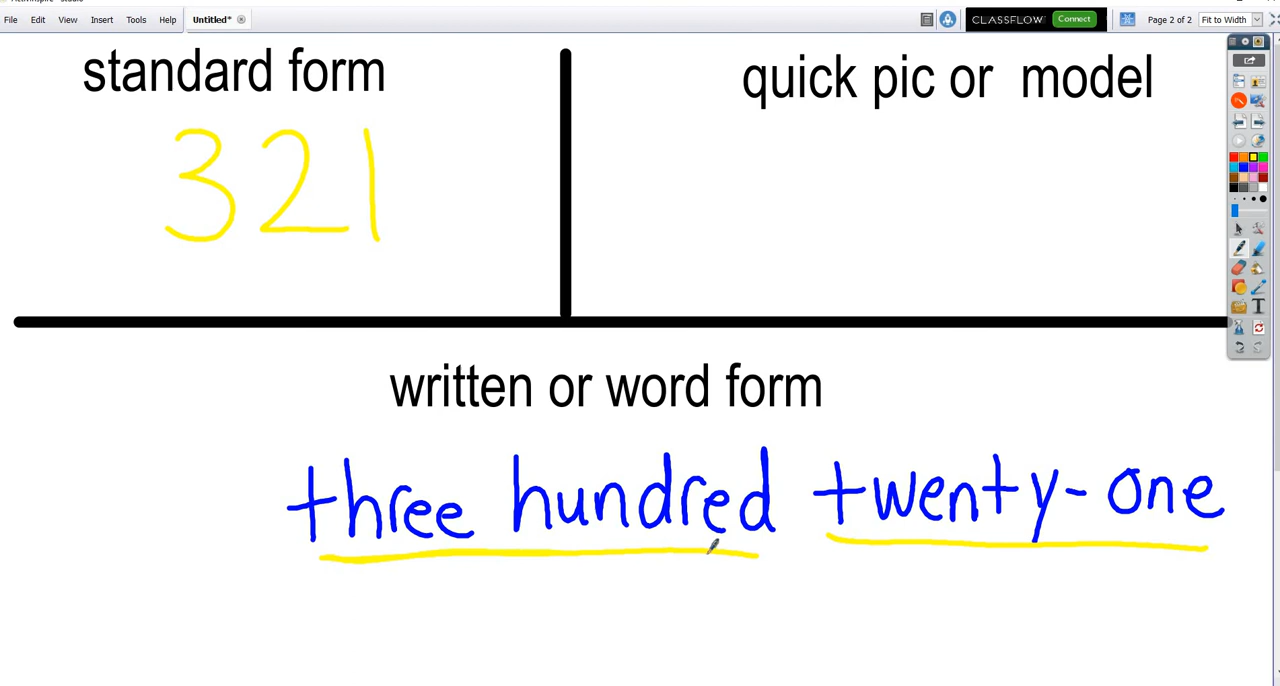 File Edit View Insert Tools Help Untitled* CLASSFLOW Connect Page 2 of 2 Fit to Width
standard form
321
quick pic or model
written or word form
three hundred twenty-one